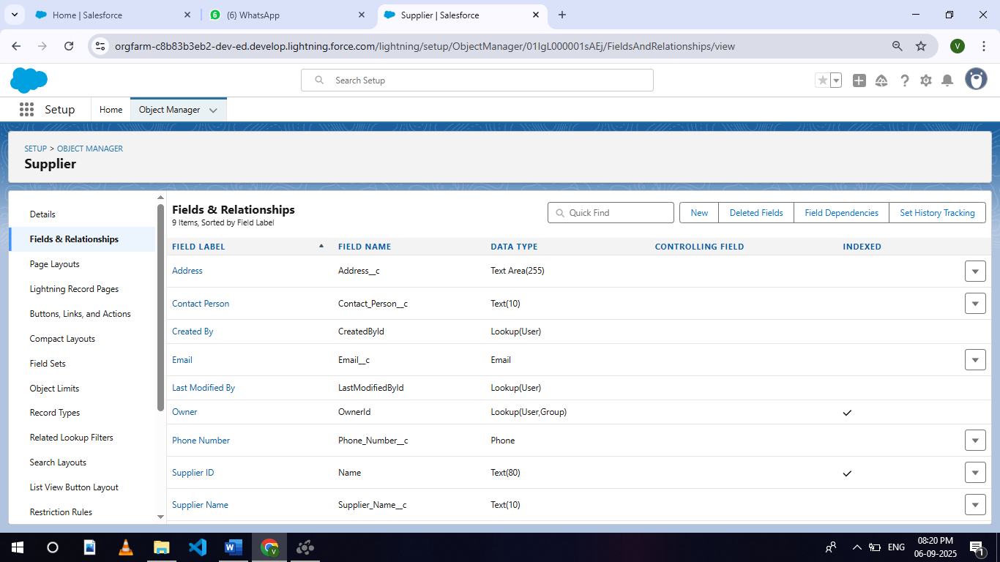 Home | Salesforce
6 (6) WhatsApp
Supplier | Salesforce
orgfarm-c8b83b3eb2-dev-ed.develop.lightning.force.com/lightning/setup/ObjectManager/01IgL000001sAEj/FieldsAndRelationships/view
V
Search Setup
Setup Home Object Manager
SETUP > OBJECT MANAGER
Supplier
Details
Fields & Relationships
Page Layouts
Lightning Record Pages
Buttons, Links, and Actions
Compact Layouts
Field Sets
Object Limits
Record Types
Related Lookup Filters
Search Layouts
List View Button Layout
Restriction Rules
Fields & Relationships
9 Items, Sorted by Field Label
Quick Find New Deleted Fields Field Dependencies Set History Tracking
FIELD LABEL FIELD NAME DATA TYPE CONTROLLING FIELD INDEXED
Address Address__c Text Area(255)
Contact Person Contact_Person__c Text(10)
Created By CreatedById Lookup(User)
Email Email__c Email
Last Modified By LastModifiedById Lookup(User)
Owner OwnerId Lookup(User,Group)
Phone Number Phone_Number__c Phone
Supplier ID Name Text(80)
Supplier Name Supplier_Name__c Text(10)
W V ENG 08:20 PM
06-09-2025 1